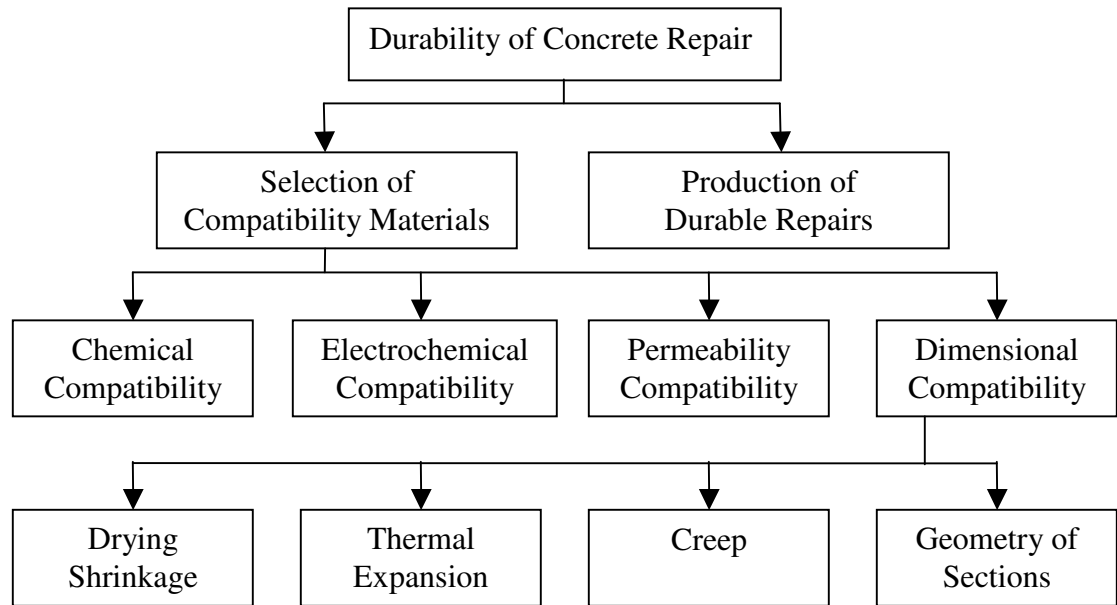 Durability of Concrete Repair
Selection of
Compatibility Materials
Production of
Durable Repairs
Chemical
Compatibility
Electrochemical
Compatibility
Permeability
Compatibility
Dimensional
Compatibility
Drying
Shrinkage
Thermal
Expansion
Creep
Geometry of
Sections